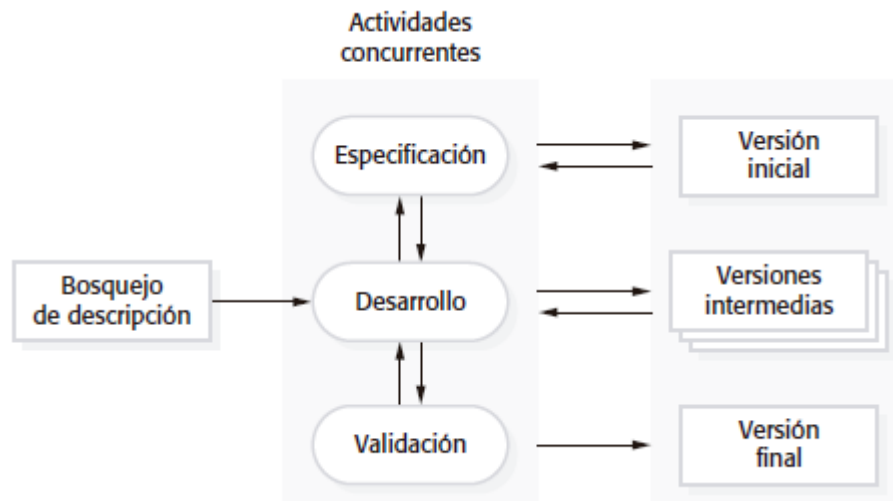 Actividades
concurrentes
Especificación
Versión
inicial
Bosquejo
de descripción
Desarrollo
Versiones
intermedias
Validación
Versión
final